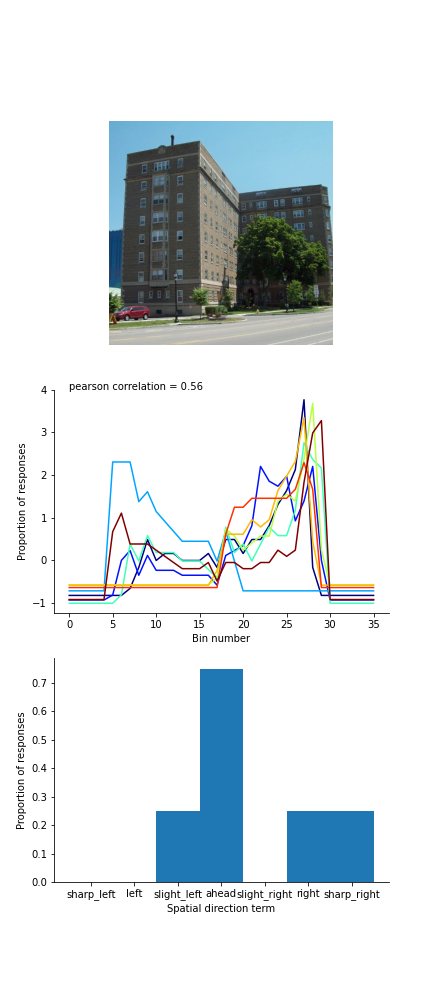 pearson correlation = 0.56
4
3
2
1
0
−1
Proportion of responses
0 5 10 15 20 25 30 35
Bin number
0.7
0.6
0.5
0.4
0.3
0.2
0.1
0.0
Proportion of responses
sharp_left left slight_left ahead slight_right right sharp_right
Spatial direction term